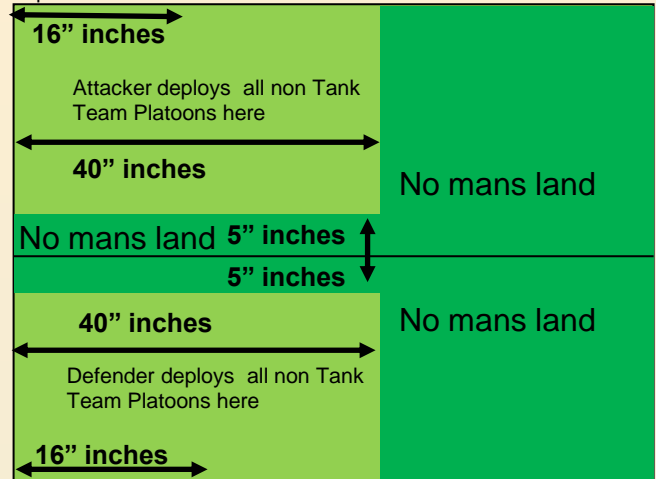 16” inches
Attacker deploys  all non Tank
Team Platoons here
40” inches
No mans land
No mans land 5” inches
5” inches
40” inches
No mans land
Defender deploys  all non Tank
Team Platoons here
16” inches